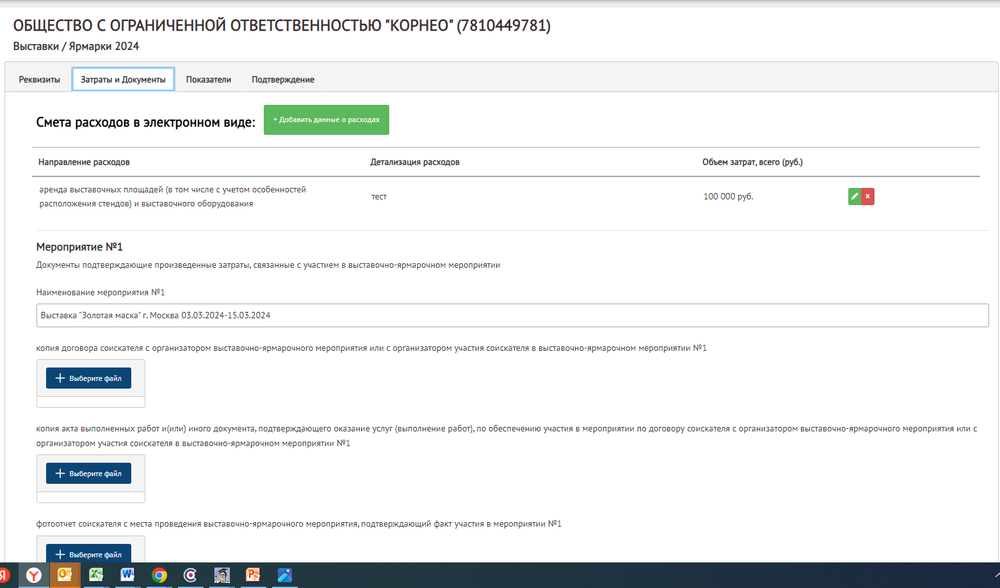 ОБЩЕСТВО С ОГРАНИЧЕННОЙ ОТВЕТСТВЕННОСТЬЮ "КОРНЕО" (7810449781)
Выставки / Ярмарки 2024
Реквизиты Затраты и Документы Показатели Подтверждение
Смета расходов в электронном виде: + Добавить данные о расходах
Направление расходов Детализация расходов Объем затрат, всего (руб.)
аренда выставочных площадей (в том числе с учетом особенностей
расположения стендов) и выставочного оборудования
тест
100 000 руб.
Мероприятие №1
Документы подтверждающие произведенные затраты, связанные с участием в выставочно-ярмарочном мероприятии
Наименование мероприятия №1
Выставка "Золотая маска" г. Москва 03.03.2024-15.03.2024
копия договора соискателя с организатором выставочно-ярмарочного мероприятия или с организатором участия соискателя в выставочно-ярмарочном мероприятии №1
Выберите файл
копия акта выполненных работ и(или) иного документа, подтверждающего оказание услуг (выполнение работ), по обеспечению участия в мероприятии по договору соискателя с организатором выставочно-ярмарочного мероприятия или с
организатором участия соискателя в выставочно-ярмарочном мероприятии №1
Выберите файл
фотоотчет соискателя с места проведения выставочно-ярмарочного мероприятия, подтверждающий факт участия в мероприятии №1
Выберите файл